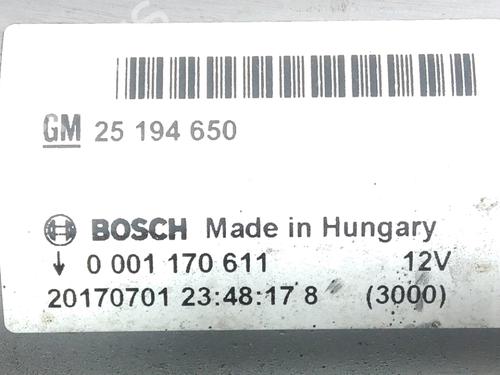 GM 25 194 650
BOSCH Made in Hungary
↓ 0 001 170 611 12V
20170701 23:48:17 8 (3000)